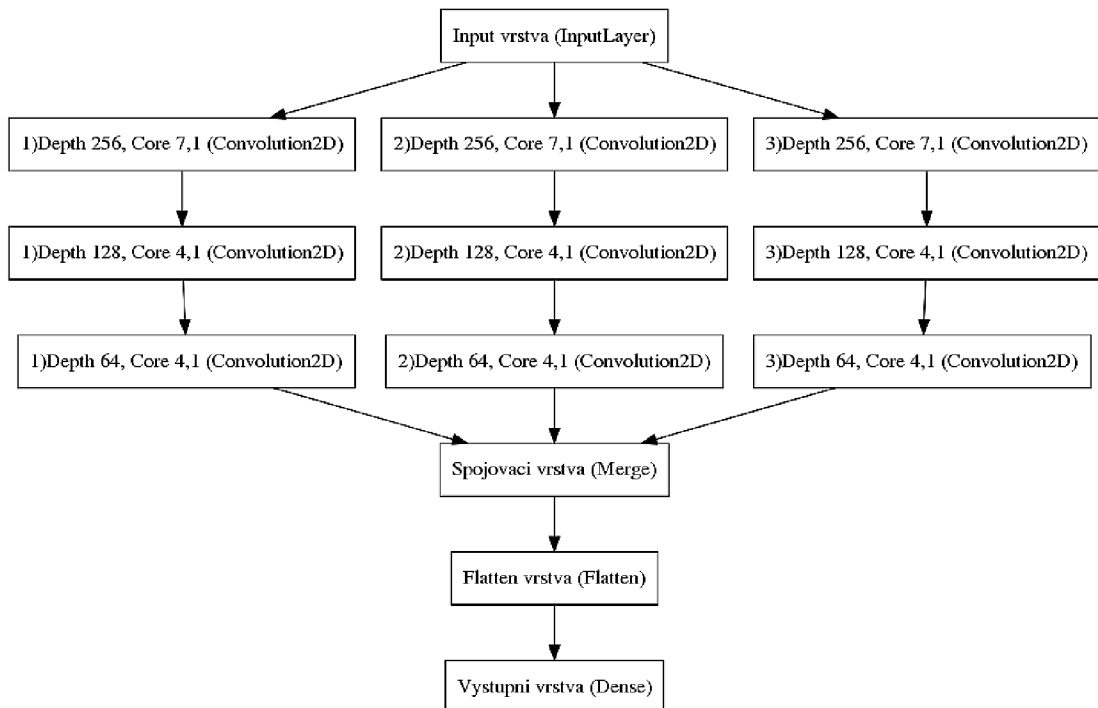 Input vrstva (InputLayer)
1)Depth 256, Core 7,1 (Convolution2D)
2)Depth 256, Core 7,1 (Convolution2D)
3)Depth 256, Core 7,1 (Convolution2D)
1)Depth 128, Core 4,1 (Convolution2D)
2)Depth 128, Core 4,1 (Convolution2D)
3)Depth 128, Core 4,1 (Convolution2D)
1)Depth 64, Core 4,1 (Convolution2D)
2)Depth 64, Core 4,1 (Convolution2D)
3)Depth 64, Core 4,1 (Convolution2D)
Spojovaci vrstva (Merge)
Flatten vrstva (Flatten)
Vystupni vrstva (Dense)